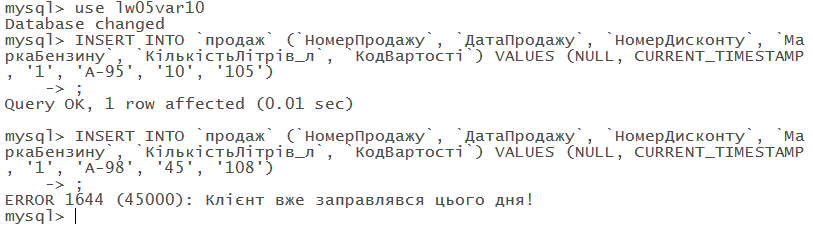 mysql> use lw05var10
Database changed
mysql> INSERT INTO `продаж` (`НомерПродажу`, `ДатаПродажу`, `НомерДисконту`, `Ма
ркаБензину`, `КількістьЛітрів_л`, `КодВартості`) VALUES (NULL, CURRENT_TIMESTAMP
, '1', 'А-95', '10', '105')
    -> ;
Query OK, 1 row affected (0.01 sec)

mysql> INSERT INTO `продаж` (`НомерПродажу`, `ДатаПродажу`, `НомерДисконту`, `Ма
ркаБензину`, `КількістьЛітрів_л`, `КодВартості`) VALUES (NULL, CURRENT_TIMESTAMP
, '1', 'А-98', '45', '108')
    -> ;
ERROR 1644 (45000): Клієнт вже заправлявся цього дня!
mysql>